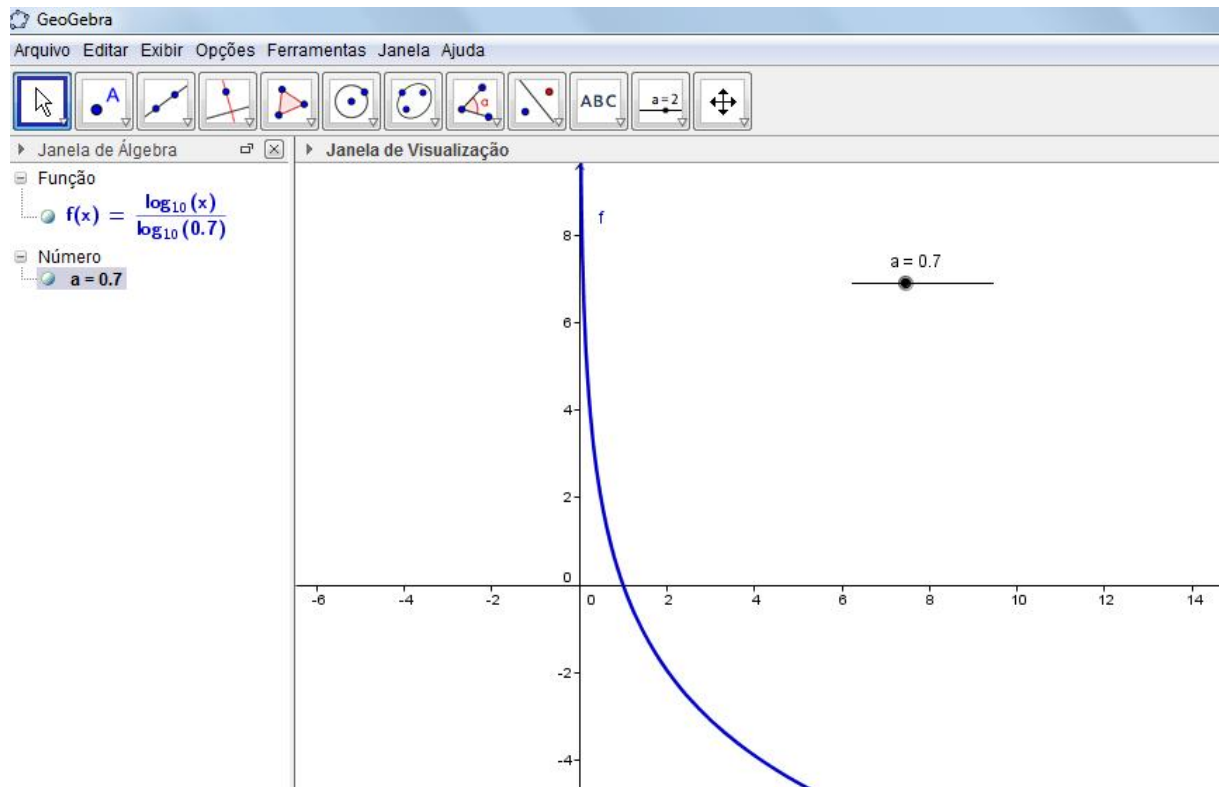 GeoGebra
Arquivo Editar Exibir Opções Ferramentas Janela Ajuda
A α ABC a=2
Janela de Álgebra
Janela de Visualização
Função
f(x) = log₁₀(x) / log₁₀(0.7)
Número
a = 0.7
f
a = 0.7
8
6
4
2
0
-6 -4 -2 0 2 4 6 8 10 12 14
-2
-4